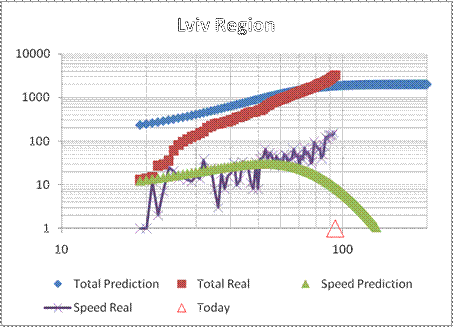 Lviv Region
10000
1000
100
10
1
10 100
Total Prediction Total Real Speed Prediction
Speed Real Today